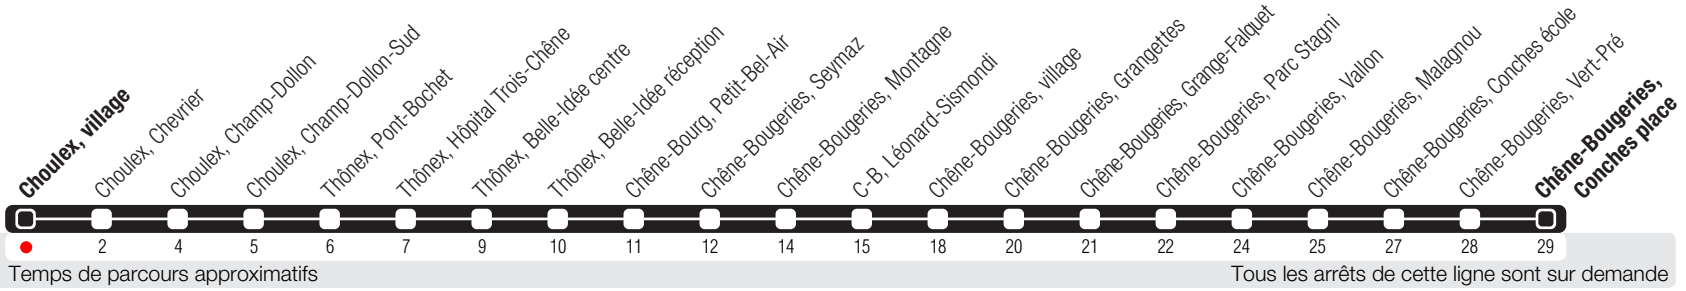 Choulex, village
Choulex, Chevrier
Choulex, Champ-Dollon
Choulex, Champ-Dollon-Sud
Thônex, Pont-Bochet
Thônex, Hôpital Trois-Chêne
Thônex, Belle-Idée centre
Thônex, Belle-Idée réception
Chêne-Bourg, Petit-Bel-Air
Chêne-Bougeries, Seymaz
Chêne-Bougeries, Montagne
C-B, Léonard-Sismondi
Chêne-Bougeries, village
Chêne-Bougeries, Grangettes
Chêne-Bougeries, Grange-Falquet
Chêne-Bougeries, Parc Stagni
Chêne-Bougeries, Vallon
Chêne-Bougeries, Malagnou
Chêne-Bougeries, Conches école
Chêne-Bougeries, Vert-Pré
Chêne-Bougeries,
Conches place
2 4 5 6 7 9 10 11 12 14 15 18 20 21 22 24 25 27 28 29
Temps de parcours approximatifs
Tous les arrêts de cette ligne sont sur demande